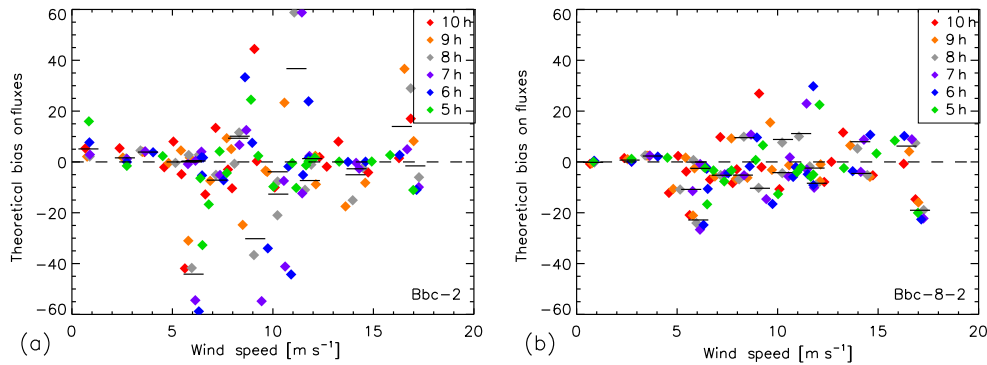 Theoretical bias on fluxes
60
40
20
0
−20
−40
−60
10 h
9 h
8 h
7 h
6 h
5 h
Bbc−2
0 5 10 15 20
Wind speed [m s⁻¹]
(a)
Theoretical bias on fluxes
60
40
20
0
−20
−40
−60
10 h
9 h
8 h
7 h
6 h
5 h
Bbc−8−2
0 5 10 15 20
Wind speed [m s⁻¹]
(b)